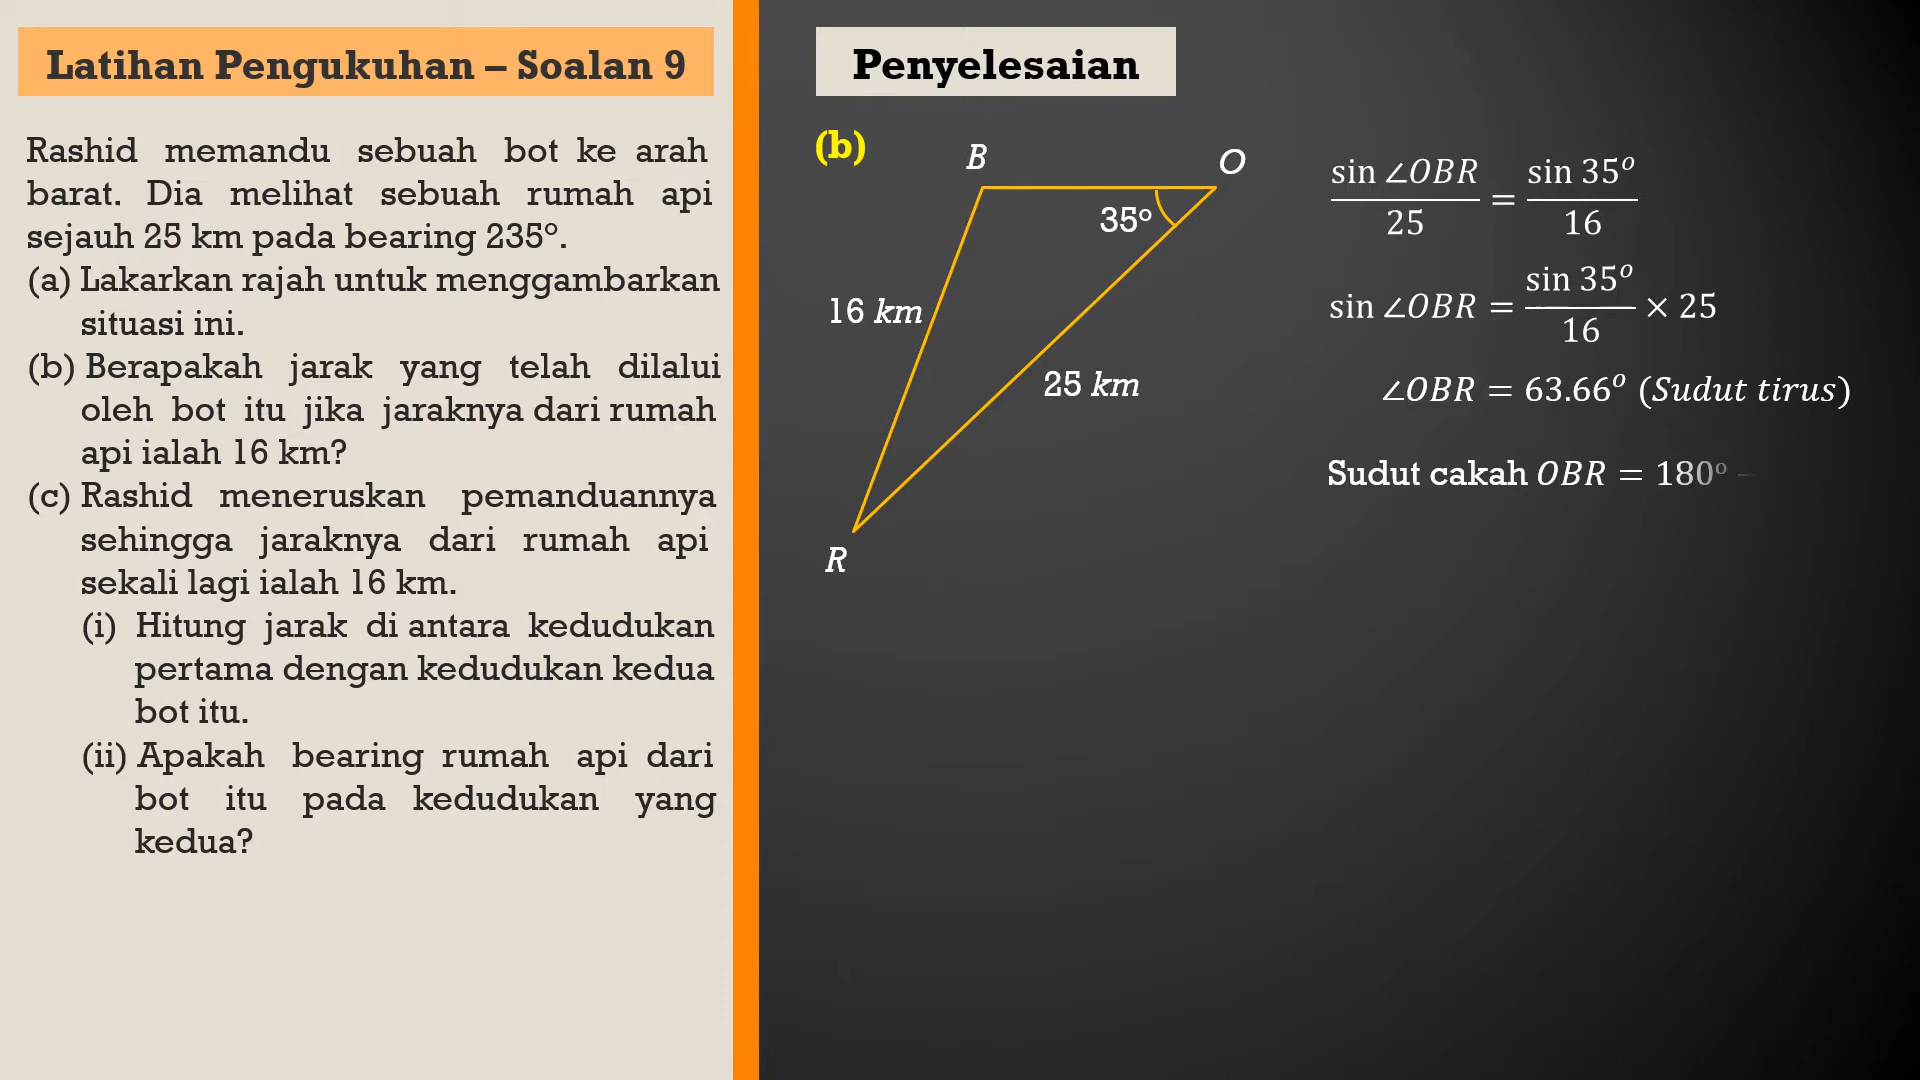 Latihan Pengukuhan – Soalan 9
Rashid memandu sebuah bot ke arah
barat. Dia melihat sebuah rumah api
sejauh 25 km pada bearing 235°.
(a) Lakarkan rajah untuk menggambarkan
situasi ini.
(b) Berapakah jarak yang telah dilalui
oleh bot itu jika jaraknya dari rumah
api ialah 16 km?
(c) Rashid meneruskan pemanduannya
sehingga jaraknya dari rumah api
sekali lagi ialah 16 km.
(i) Hitung jarak di antara kedudukan
pertama dengan kedudukan kedua
bot itu.
(ii) Apakah bearing rumah api dari
bot itu pada kedudukan yang
kedua?
Penyelesaian
(b)
B
O
35°
16 km
25 km
R
sin ∠OBR / 25 = sin 35° / 16
sin ∠OBR = sin 35° / 16 × 25
∠OBR = 63.66° (Sudut tirus)
Sudut cakah OBR = 180° –